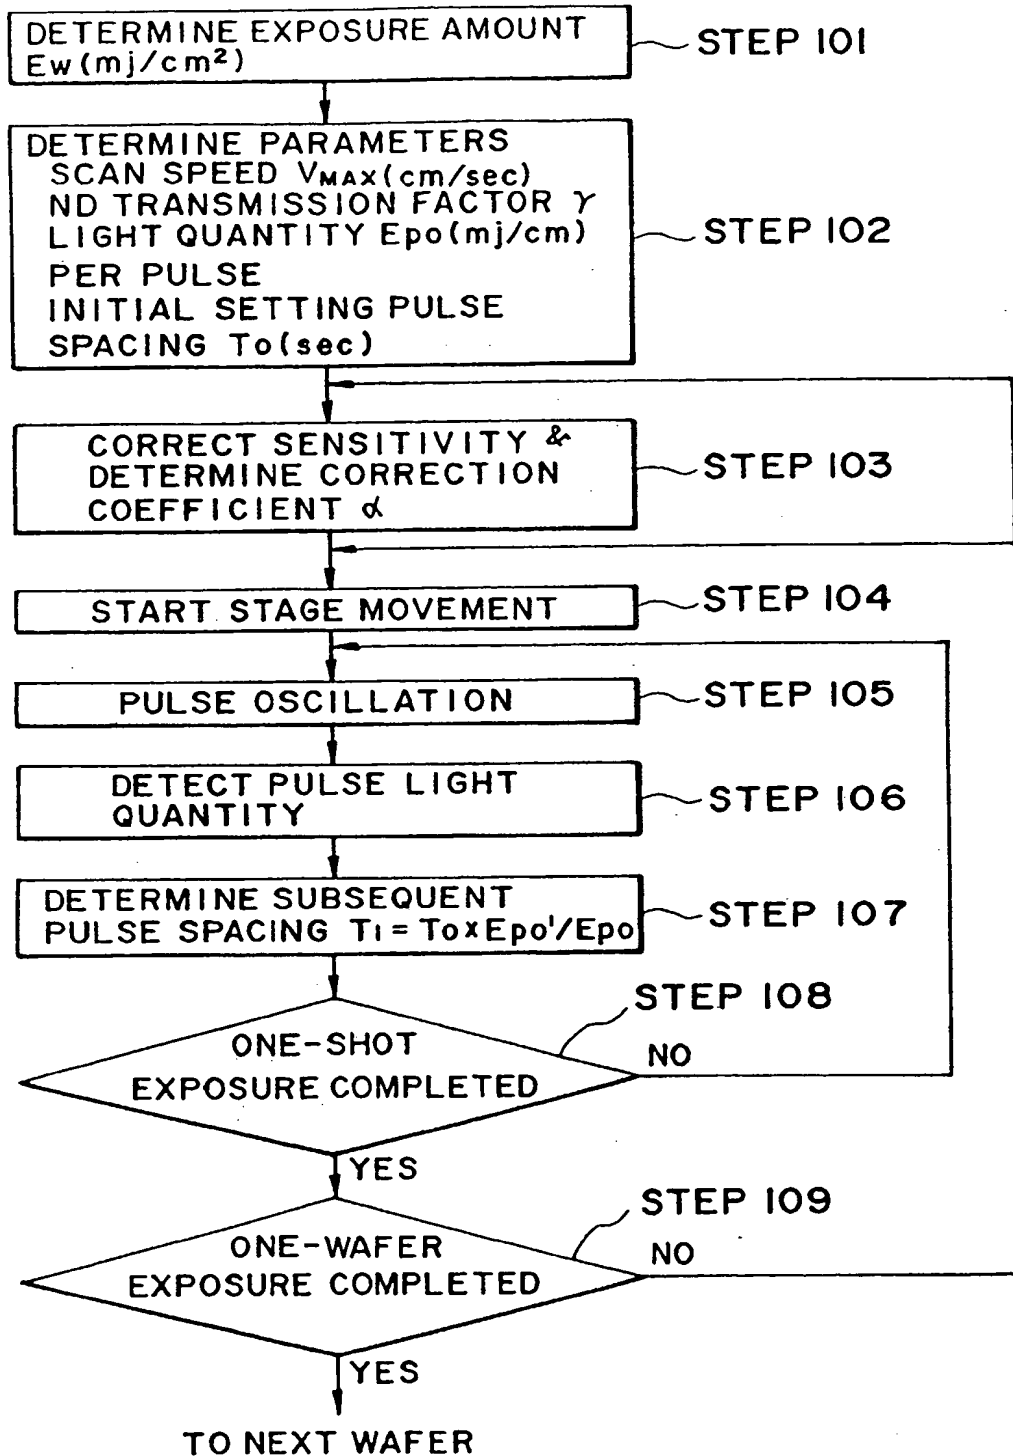 DETERMINE EXPOSURE AMOUNT
Ew (mj/cm²)
STEP 101
DETERMINE PARAMETERS
SCAN SPEED VMAX (cm/sec)
ND TRANSMISSION FACTOR γ
LIGHT QUANTITY Epo (mj/cm)
PER PULSE
INITIAL SETTING PULSE
SPACING To (sec)
STEP 102
CORRECT SENSITIVITY &
DETERMINE CORRECTION
COEFFICIENT α
STEP 103
START STAGE MOVEMENT
STEP 104
PULSE OSCILLATION
STEP 105
DETECT PULSE LIGHT
QUANTITY
STEP 106
DETERMINE SUBSEQUENT
PULSE SPACING T1 = To x Epo'/Epo
STEP 107
STEP 108
ONE-SHOT
EXPOSURE COMPLETED
NO
YES
STEP 109
ONE-WAFER
EXPOSURE COMPLETED
NO
YES
TO NEXT WAFER